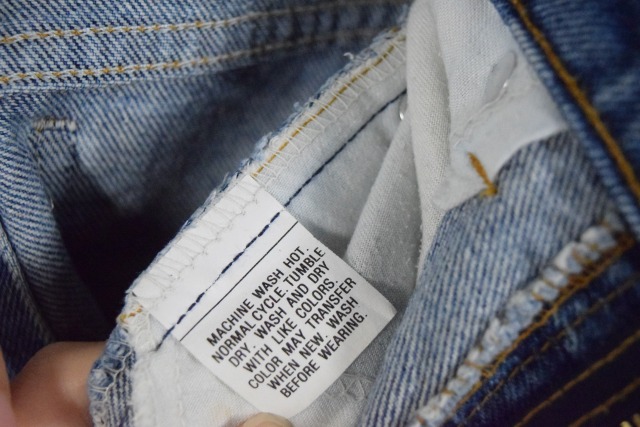 MACHINE WASH HOT.
NORMAL CYCLE. TUMBLE
DRY. WASH AND DRY
WITH LIKE COLORS.
COLOR MAY TRANSFER
WHEN NEW. WASH
BEFORE WEARING.